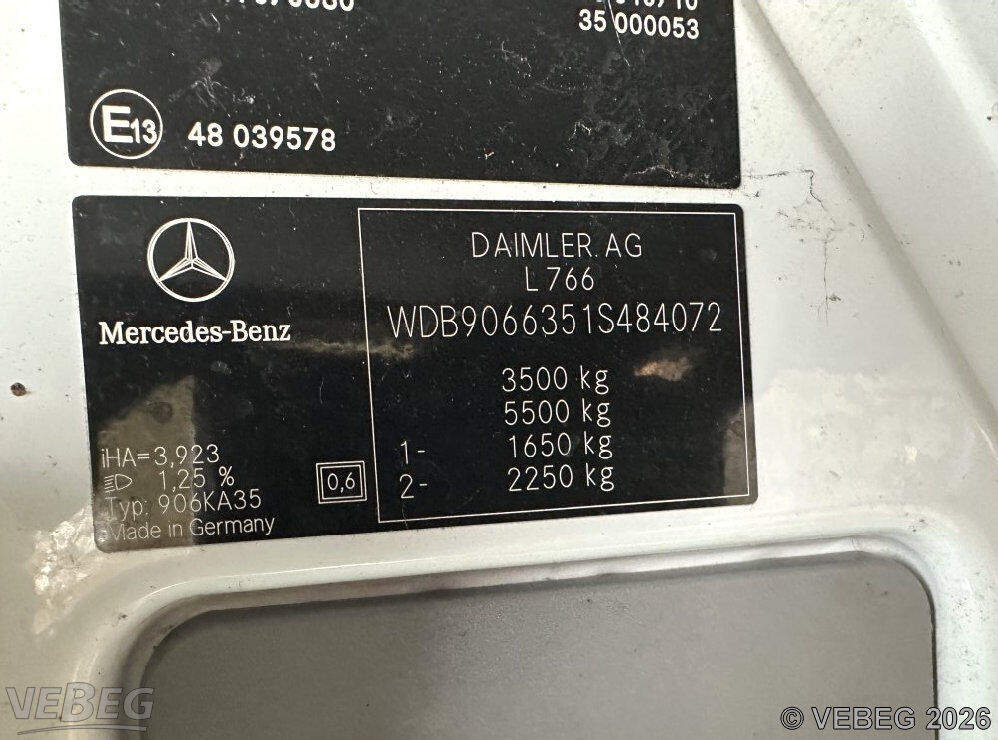 35 000053
E13
48 039578
Mercedes-Benz
DAIMLER AG
L 766
WDB9066351S484072
3500 kg
5500 kg
1- 1650 kg
2- 2250 kg
iHA=3,923
1,25 %
Typ: 906KA35
Made in Germany
0,6
VEBEG
© VEBEG 2026